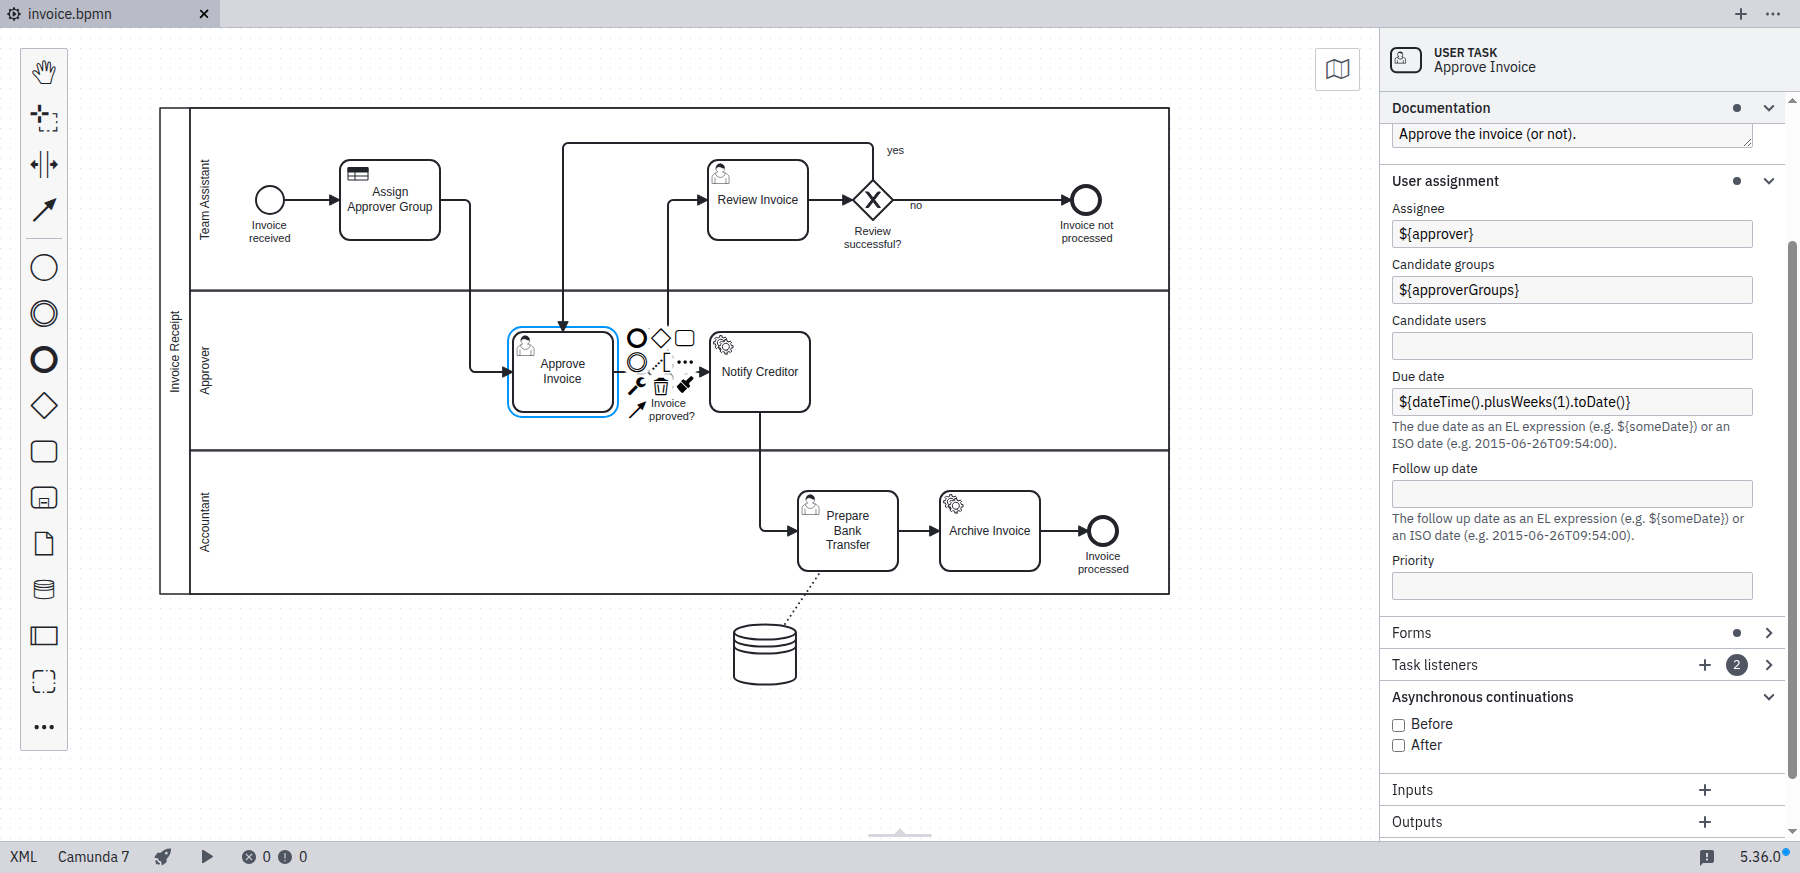 invoice.bpmn
USER TASK
Approve Invoice
Documentation
Approve the invoice (or not).
User assignment
Assignee
${approver}
Candidate groups
${approverGroups}
Candidate users
Due date
${dateTime().plusWeeks(1).toDate()}
The due date as an EL expression (e.g. ${someDate}) or an
ISO date (e.g. 2015-06-26T09:54:00).
Follow up date
The follow up date as an EL expression (e.g. ${someDate}) or
an ISO date (e.g. 2015-06-26T09:54:00).
Priority
Forms
Task listeners
2
Asynchronous continuations
Before
After
Inputs
Outputs
Invoice Receipt
Team Assistant
Invoice
received
Assign
Approver Group
Review Invoice
yes
no
Review
successful?
Invoice not
processed
Approver
Approve
Invoice
Invoice
pproved?
Notify Creditor
Accountant
Prepare
Bank
Transfer
Archive Invoice
Invoice
processed
XML
Camunda 7
0
0
5.36.0